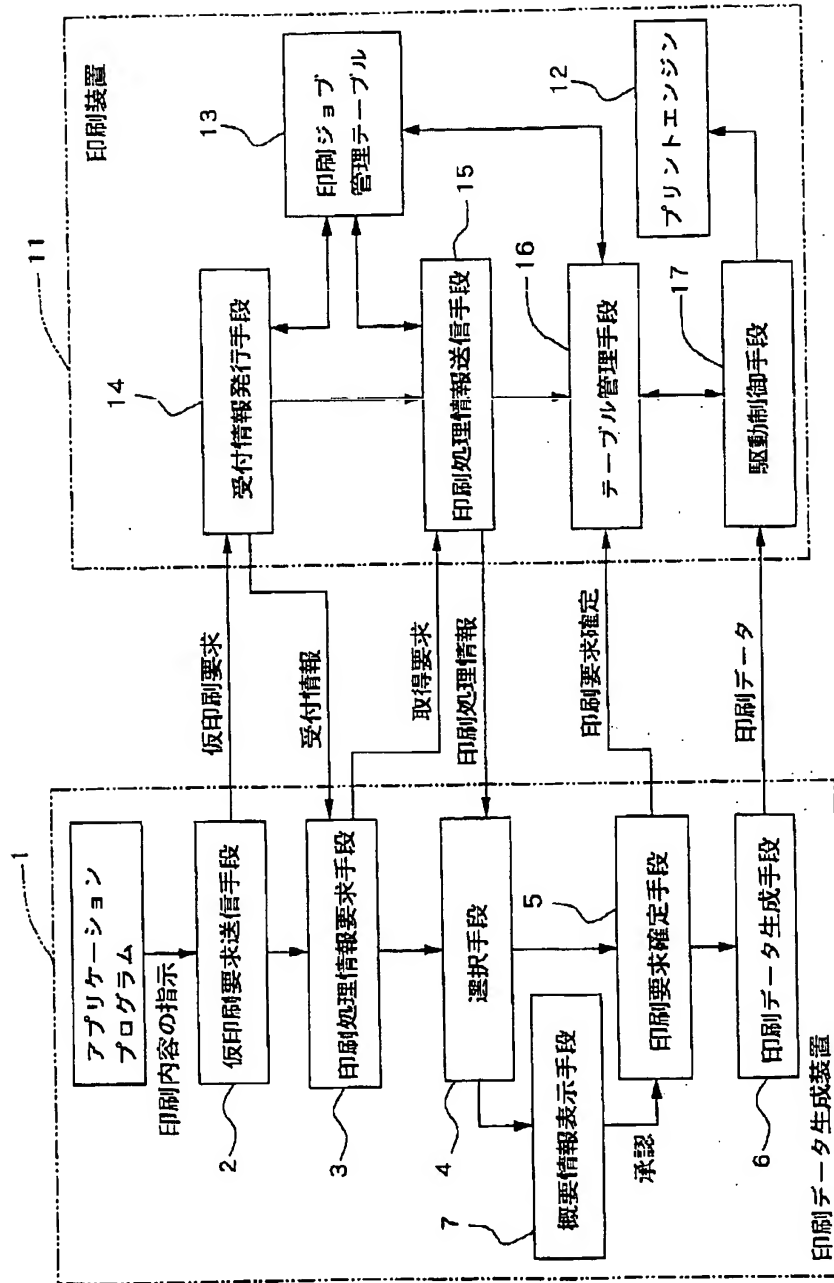 1
アプリケーション
プログラム
印刷内容の指示
仮印刷要求送信手段
2
印刷処理情報要求手段
3
選択手段
4
概要情報表示手段
7
承認
印刷要求確定手段
5
印刷データ生成手段
6
印刷データ生成装置
仮印刷要求
受付情報
取得要求
印刷処理情報
印刷要求確定
印刷データ
11
印刷装置
受付情報発行手段
14
印刷ジョブ
管理テーブル
13
印刷処理情報送信手段
15
テーブル管理手段
16
駆動制御手段
17
プリントエンジン
12